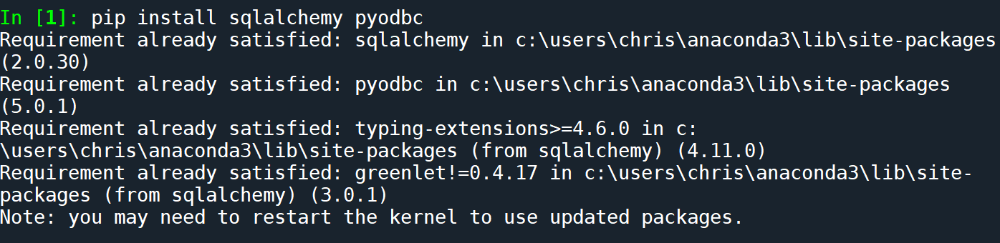 In [1]: pip install sqlalchemy pyodbc
Requirement already satisfied: sqlalchemy in c:\users\chris\anaconda3\lib\site-packages
(2.0.30)
Requirement already satisfied: pyodbc in c:\users\chris\anaconda3\lib\site-packages
(5.0.1)
Requirement already satisfied: typing-extensions>=4.6.0 in c:
\users\chris\anaconda3\lib\site-packages (from sqlalchemy) (4.11.0)
Requirement already satisfied: greenlet!=0.4.17 in c:\users\chris\anaconda3\lib\site-
packages (from sqlalchemy) (3.0.1)
Note: you may need to restart the kernel to use updated packages.